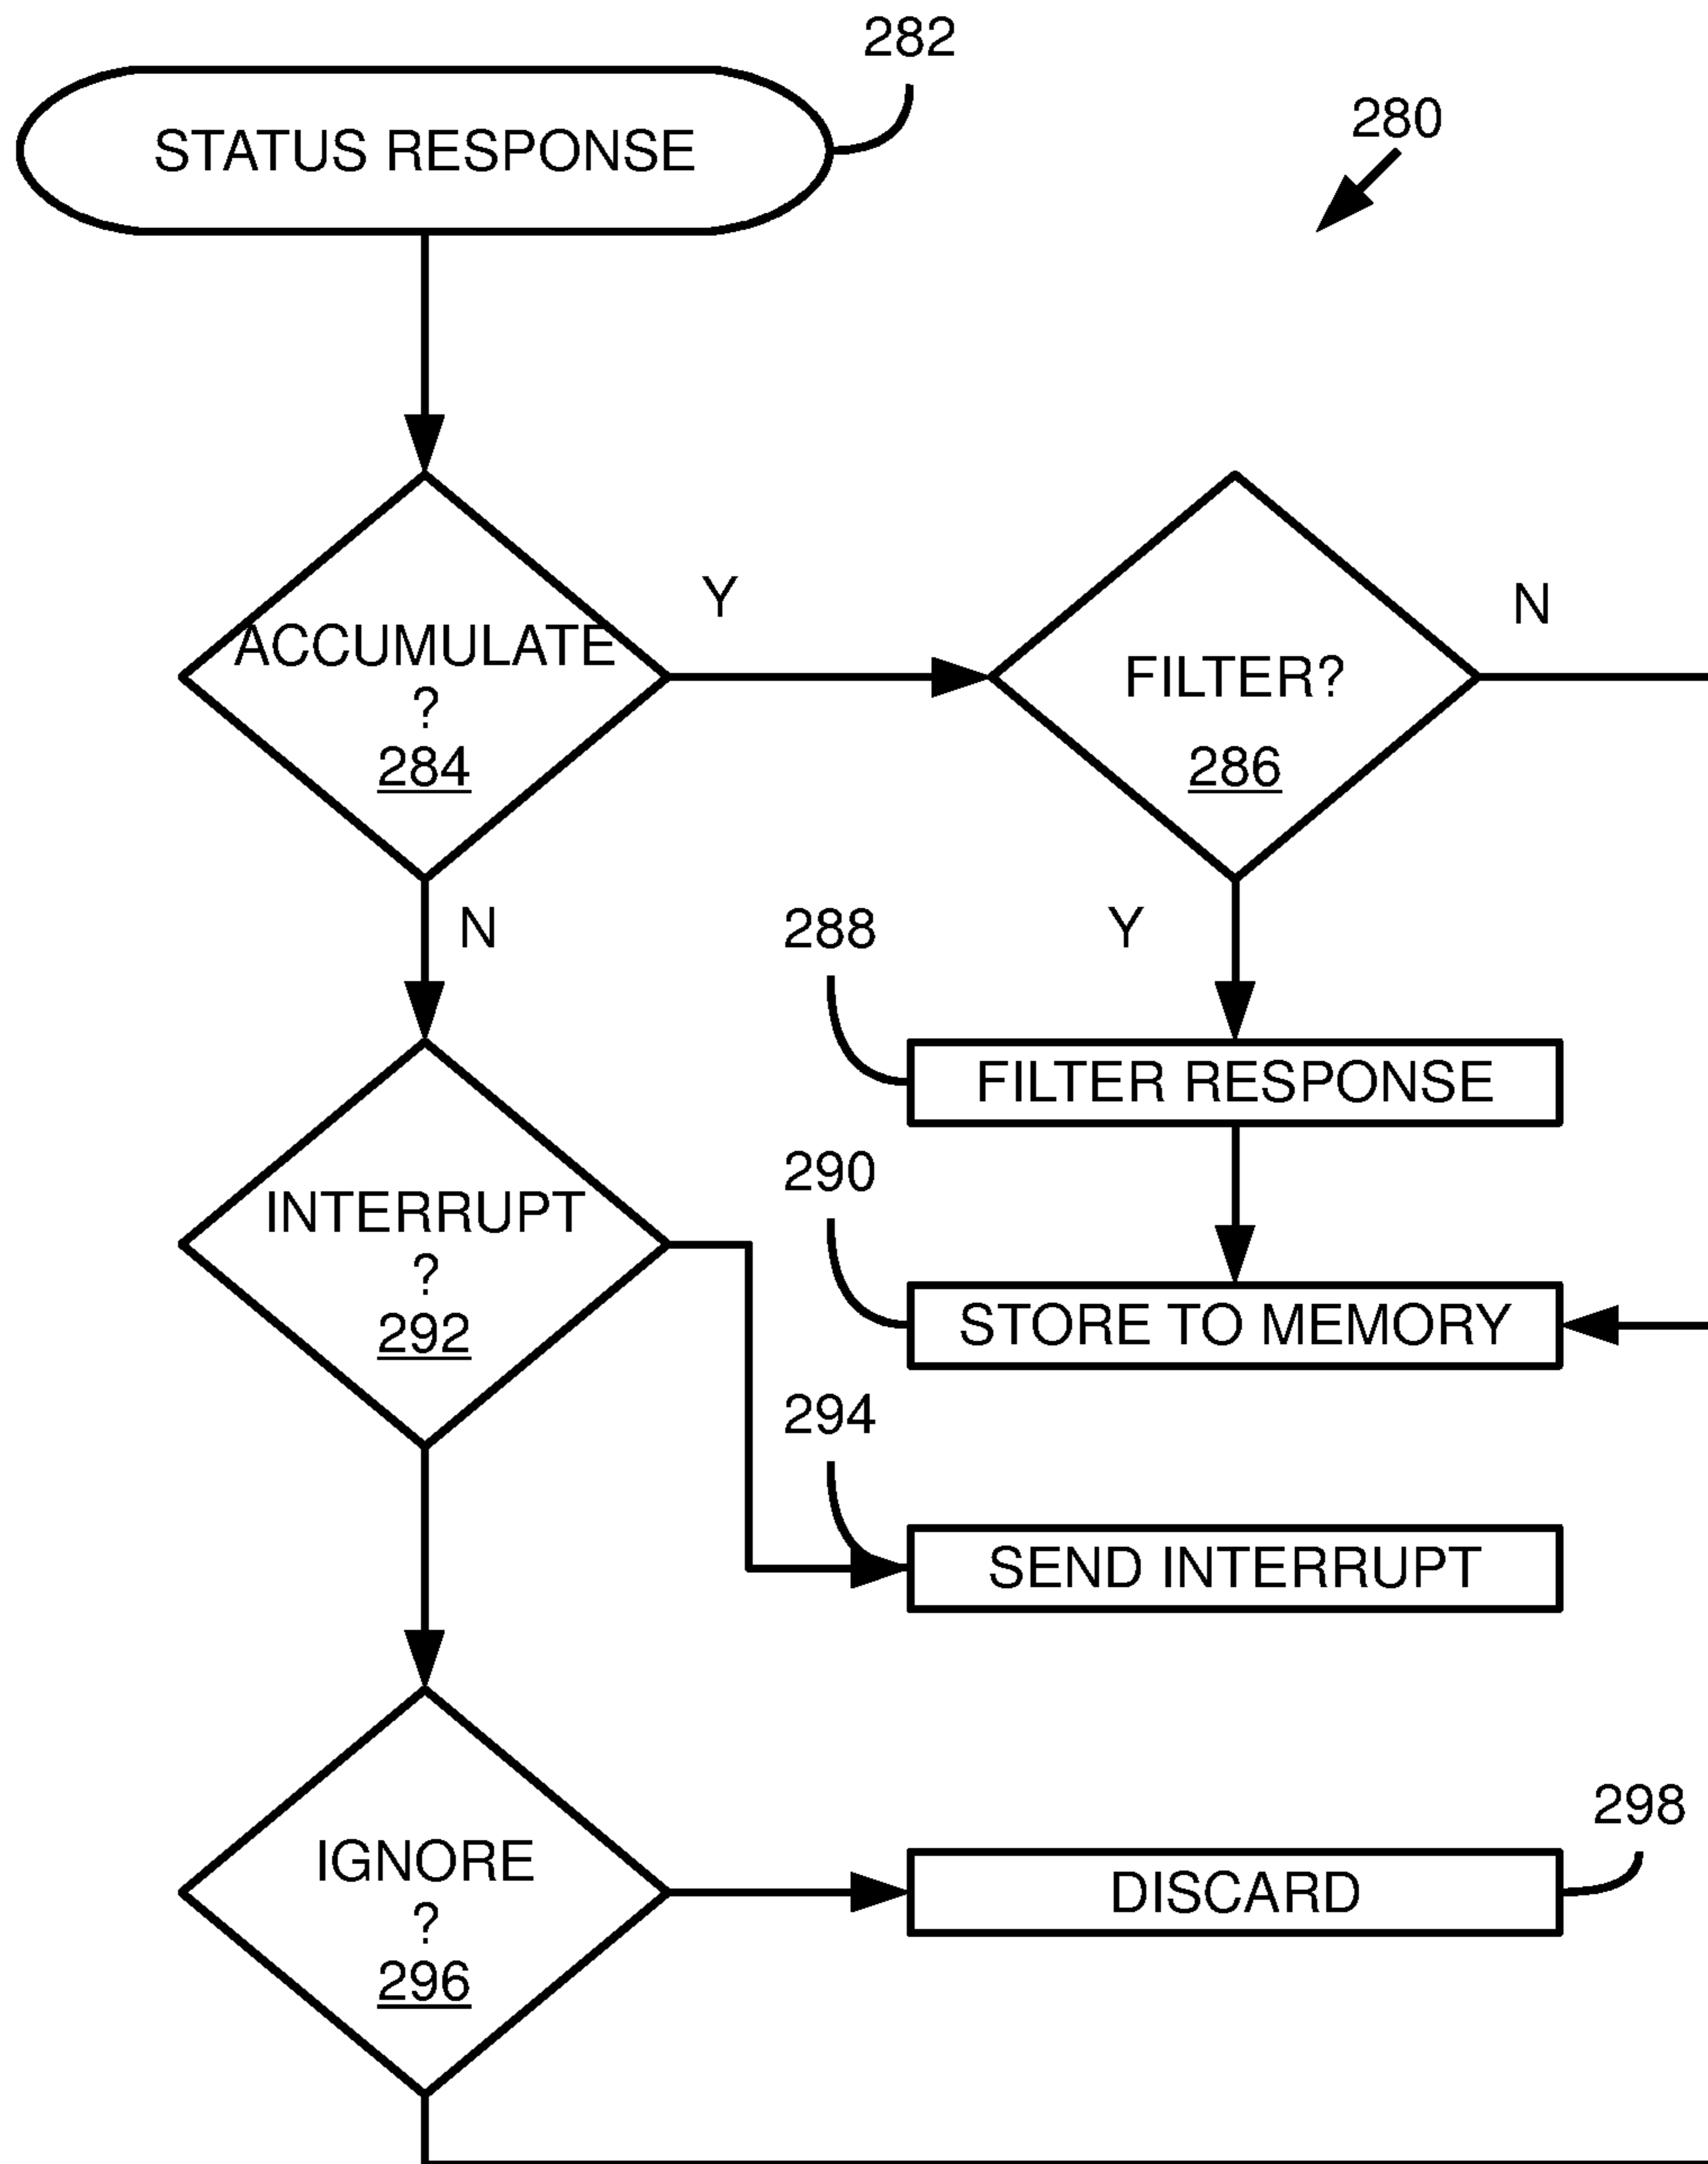 282
STATUS RESPONSE
280
Y
N
ACCUMULATE
?
284
FILTER?
286
N
288
Y
FILTER RESPONSE
290
INTERRUPT
?
292
STORE TO MEMORY
294
SEND INTERRUPT
298
IGNORE
?
296
DISCARD